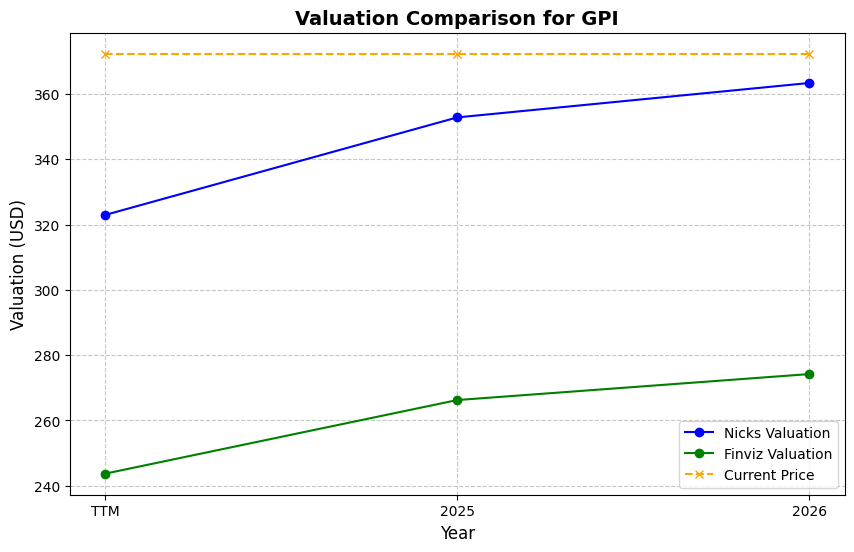 Valuation Comparison for GPI
Valuation (USD)
360
340
320
300
280
260
240
TTM
2025
2026
Year
Nicks Valuation
Finviz Valuation
Current Price